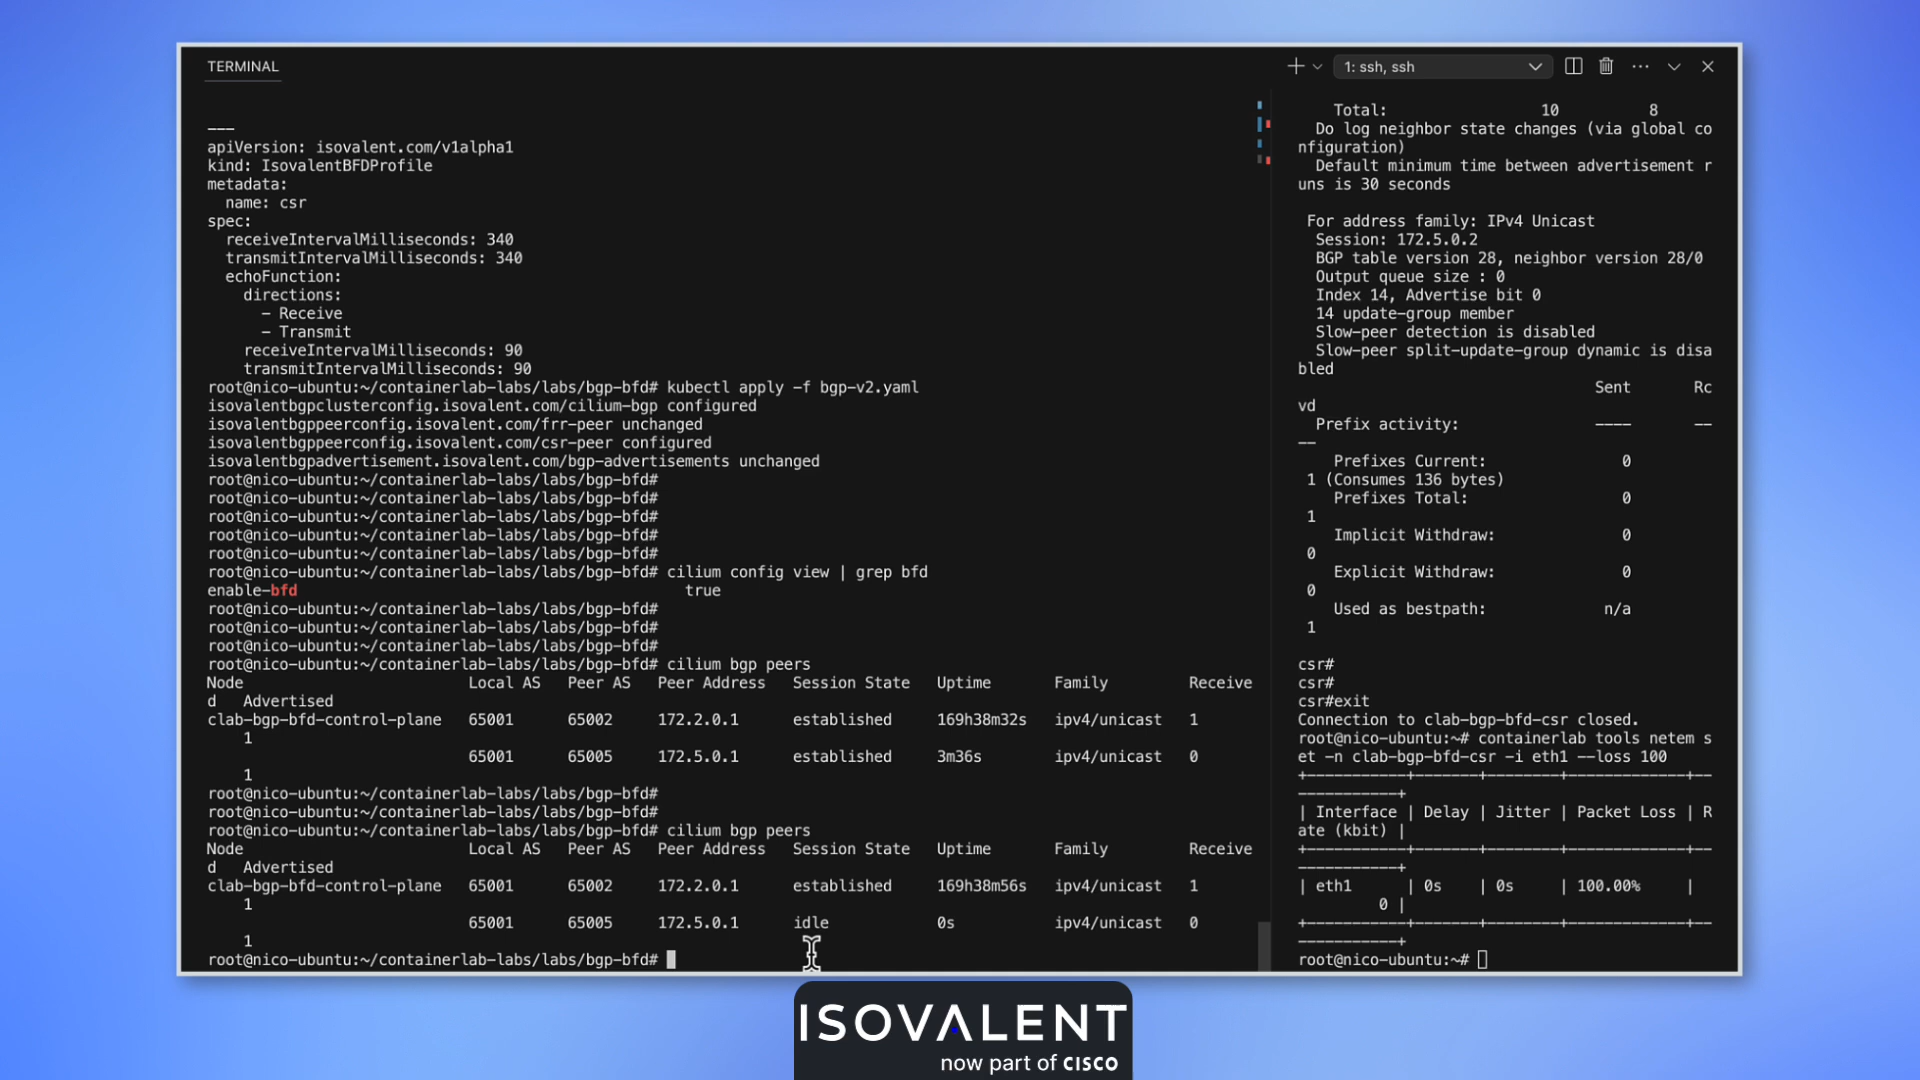 TERMINAL
1: ssh, ssh
---
apiVersion: isovalent.com/v1alpha1
kind: IsovalentBFDProfile
metadata:
  name: csr
spec:
  receiveIntervalMilliseconds: 340
  transmitIntervalMilliseconds: 340
  echoFunction:
    directions:
      - Receive
      - Transmit
    receiveIntervalMilliseconds: 90
    transmitIntervalMilliseconds: 90
root@nico-ubuntu:~/containerlab-labs/labs/bgp-bfd# kubectl apply -f bgp-v2.yaml
isovalentbgpclusterconfig.isovalent.com/cilium-bgp configured
isovalentbgppeerconfig.isovalent.com/frr-peer unchanged
isovalentbgppeerconfig.isovalent.com/csr-peer configured
isovalentbgpadvertisement.isovalent.com/bgp-advertisements unchanged
root@nico-ubuntu:~/containerlab-labs/labs/bgp-bfd#
root@nico-ubuntu:~/containerlab-labs/labs/bgp-bfd#
root@nico-ubuntu:~/containerlab-labs/labs/bgp-bfd#
root@nico-ubuntu:~/containerlab-labs/labs/bgp-bfd#
root@nico-ubuntu:~/containerlab-labs/labs/bgp-bfd#
root@nico-ubuntu:~/containerlab-labs/labs/bgp-bfd# cilium config view | grep bfd
enable-bfd                                           true
root@nico-ubuntu:~/containerlab-labs/labs/bgp-bfd#
root@nico-ubuntu:~/containerlab-labs/labs/bgp-bfd#
root@nico-ubuntu:~/containerlab-labs/labs/bgp-bfd#
root@nico-ubuntu:~/containerlab-labs/labs/bgp-bfd# cilium bgp peers
Node                         Local AS   Peer AS   Peer Address   Session State   Uptime       Family         Receive
d   Advertised
clab-bgp-bfd-control-plane   65001      65002     172.2.0.1      established     169h38m32s   ipv4/unicast   1
    1
                             65001      65005     172.5.0.1      established     3m36s        ipv4/unicast   0
    1
root@nico-ubuntu:~/containerlab-labs/labs/bgp-bfd#
root@nico-ubuntu:~/containerlab-labs/labs/bgp-bfd#
root@nico-ubuntu:~/containerlab-labs/labs/bgp-bfd# cilium bgp peers
Node                         Local AS   Peer AS   Peer Address   Session State   Uptime       Family         Receive
d   Advertised
clab-bgp-bfd-control-plane   65001      65002     172.2.0.1      established     169h38m56s   ipv4/unicast   1
    1
                             65001      65005     172.5.0.1      idle            0s           ipv4/unicast   0
    1
root@nico-ubuntu:~/containerlab-labs/labs/bgp-bfd#
    Total:                 10          8
  Do log neighbor state changes (via global co
nfiguration)
  Default minimum time between advertisement r
uns is 30 seconds
 For address family: IPv4 Unicast
  Session: 172.5.0.2
  BGP table version 28, neighbor version 28/0
  Output queue size : 0
  Index 14, Advertise bit 0
  14 update-group member
  Slow-peer detection is disabled
  Slow-peer split-update-group dynamic is disa
bled
                                 Sent       Rc
vd
  Prefix activity:               ----       --
--
    Prefixes Current:               0
 1 (Consumes 136 bytes)
    Prefixes Total:                 0
 1
    Implicit Withdraw:              0
 0
    Explicit Withdraw:              0
 0
    Used as bestpath:             n/a
 1
csr#
csr#
csr#exit
Connection to clab-bgp-bfd-csr closed.
root@nico-ubuntu:~# containerlab tools netem s
et -n clab-bgp-bfd-csr -i eth1 --loss 100
+-----------+-------+--------+-------------+--
-----------+
| Interface | Delay | Jitter | Packet Loss | R
ate (kbit) |
+-----------+-------+--------+-------------+--
-----------+
| eth1      | 0s    | 0s     | 100.00%     |
         0 |
+-----------+-------+--------+-------------+--
-----------+
root@nico-ubuntu:~#
ISOVALENT
now part of CISCO